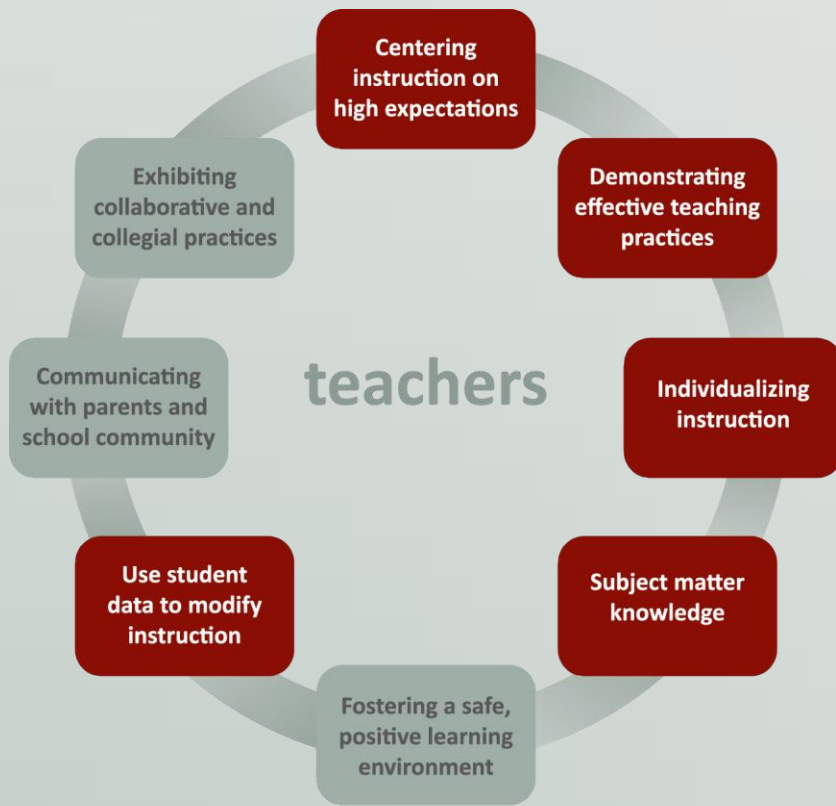 Centering
instruction on
high expectations
Demonstrating
effective teaching
practices
Individualizing
instruction
Subject matter
knowledge
Fostering a safe,
positive learning
environment
Use student
data to modify
instruction
Communicating
with parents and
school community
Exhibiting
collaborative and
collegial practices
teachers